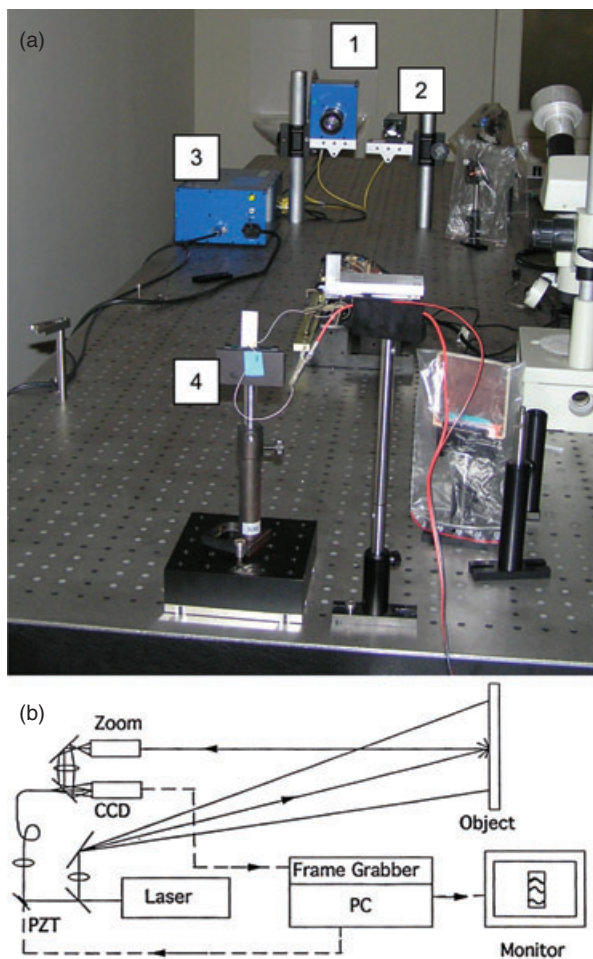 (a)
1
2
3
4
(b)
Zoom
CCD
Object
Frame Grabber
Laser
PC
PZT
Monitor